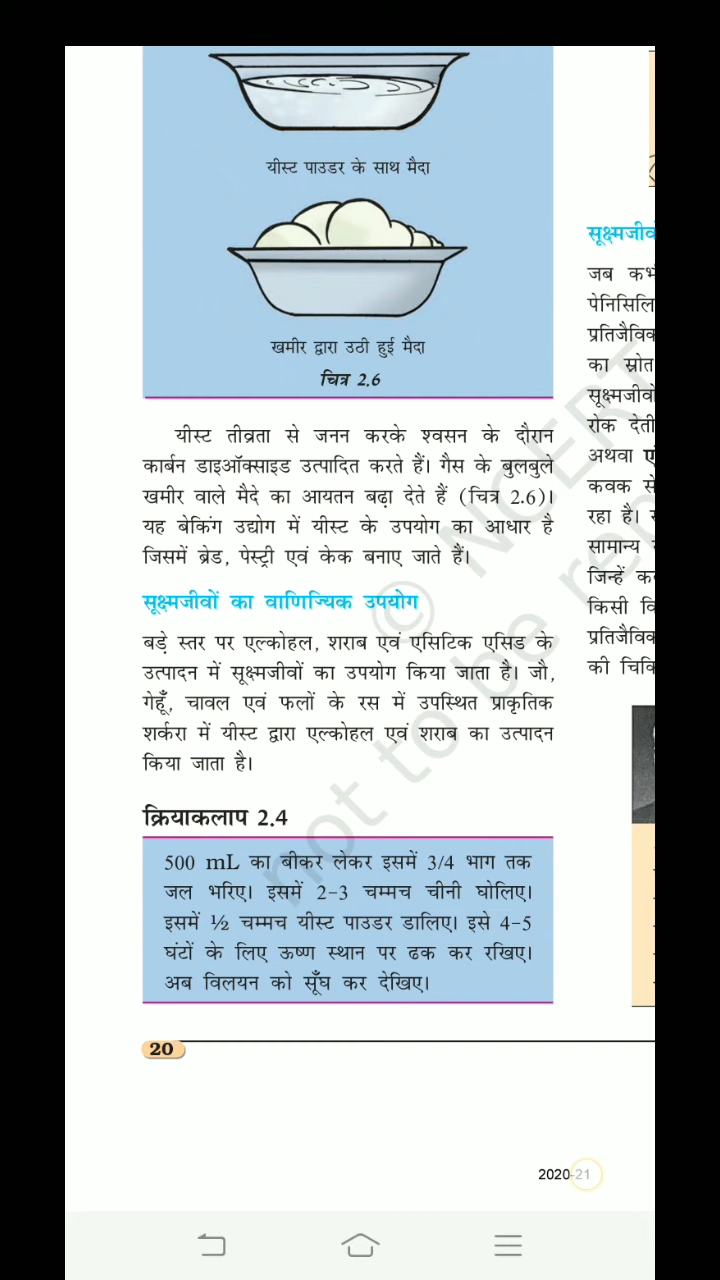 यीस्ट पाउडर के साथ मैदा
खमीर द्वारा उठी हुई मैदा
चित्र 2.6
यीस्ट तीव्रता से जनन करके श्वसन के दौरान
कार्बन डाइऑक्साइड उत्पादित करते हैं। गैस के बुलबुले
खमीर वाले मैदे का आयतन बढ़ा देते हैं (चित्र 2.6)।
यह बेकिंग उद्योग में यीस्ट के उपयोग का आधार है
जिसमें ब्रेड, पेस्ट्री एवं केक बनाए जाते हैं।
सूक्ष्मजीवों का वाणिज्यिक उपयोग
बड़े स्तर पर एल्कोहल, शराब एवं एसिटिक एसिड के
उत्पादन में सूक्ष्मजीवों का उपयोग किया जाता है। जौ,
गेहूँ, चावल एवं फलों के रस में उपस्थित प्राकृतिक
शर्करा में यीस्ट द्वारा एल्कोहल एवं शराब का उत्पादन
किया जाता है।
क्रियाकलाप 2.4
500 mL का बीकर लेकर इसमें 3/4 भाग तक
जल भरिए। इसमें 2-3 चम्मच चीनी घोलिए।
इसमें ½ चम्मच यीस्ट पाउडर डालिए। इसे 4-5
घंटों के लिए ऊष्ण स्थान पर ढक कर रखिए।
अब विलयन को सूँघ कर देखिए।
20
जब
का स्रोत
रोक देती
अथवा
कवक से
रहा है।
सामान्य
जिन्हें
किसी
की
© NCERT
not to be
2020-21